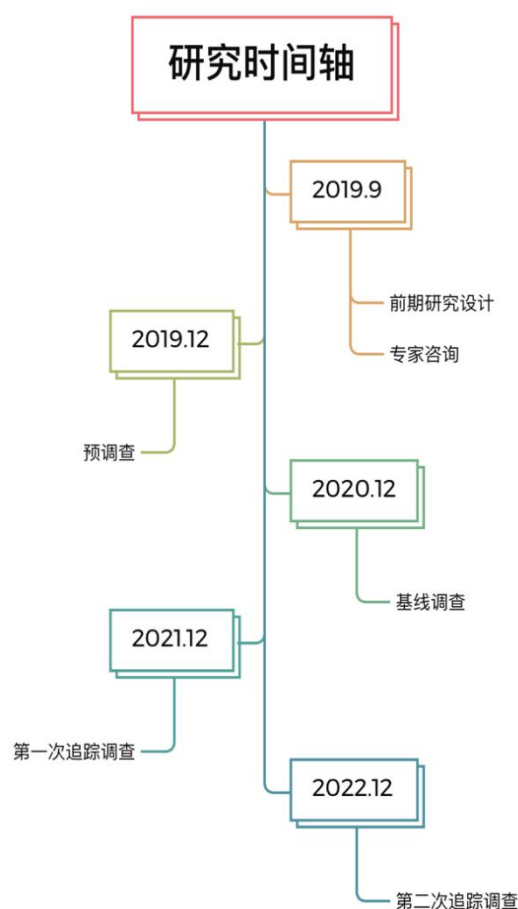 研究时间轴
2019.9
前期研究设计
专家咨询
2019.12
预调查
2020.12
基线调查
2021.12
第一次追踪调查
2022.12
第二次追踪调查